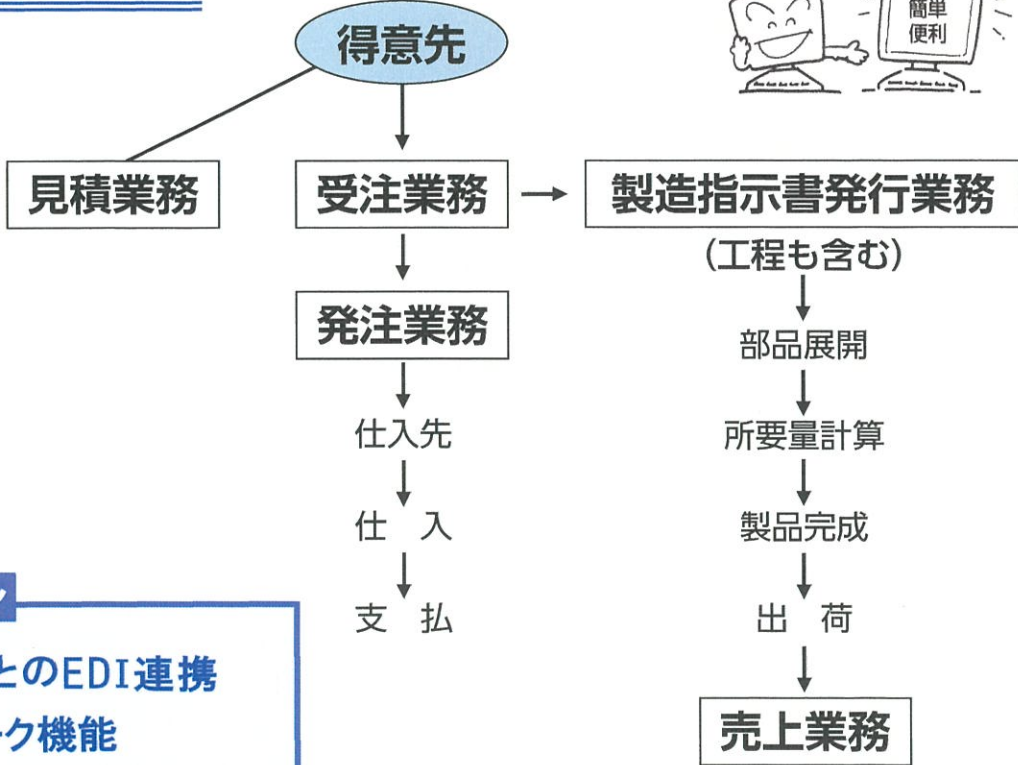 簡単
便利
得意先
見積業務
受注業務
製造指示書発行業務
(工程も含む)
発注業務
部品展開
仕入先
所要量計算
仕　入
製品完成
支　払
出　荷
売上業務
とのEDI連携
ーク機能